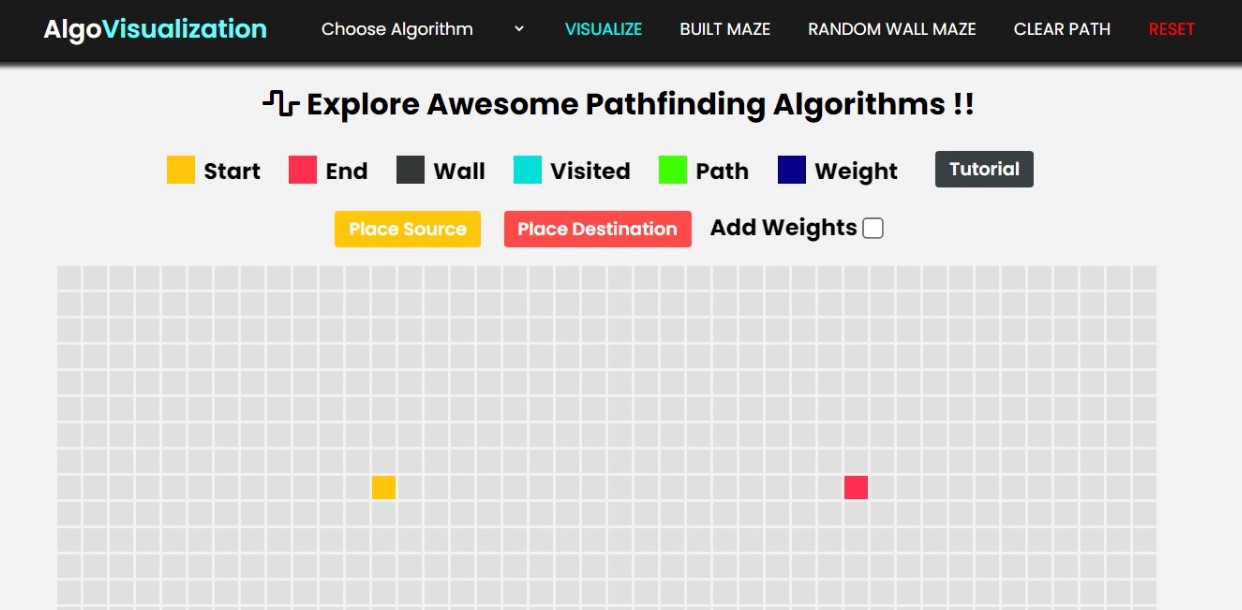 AlgoVisualization Choose Algorithm VISUALIZE BUILT MAZE RANDOM WALL MAZE CLEAR PATH RESET
Explore Awesome Pathfinding Algorithms !!
Start End Wall Visited Path Weight Tutorial
Place Source Place Destination Add Weights